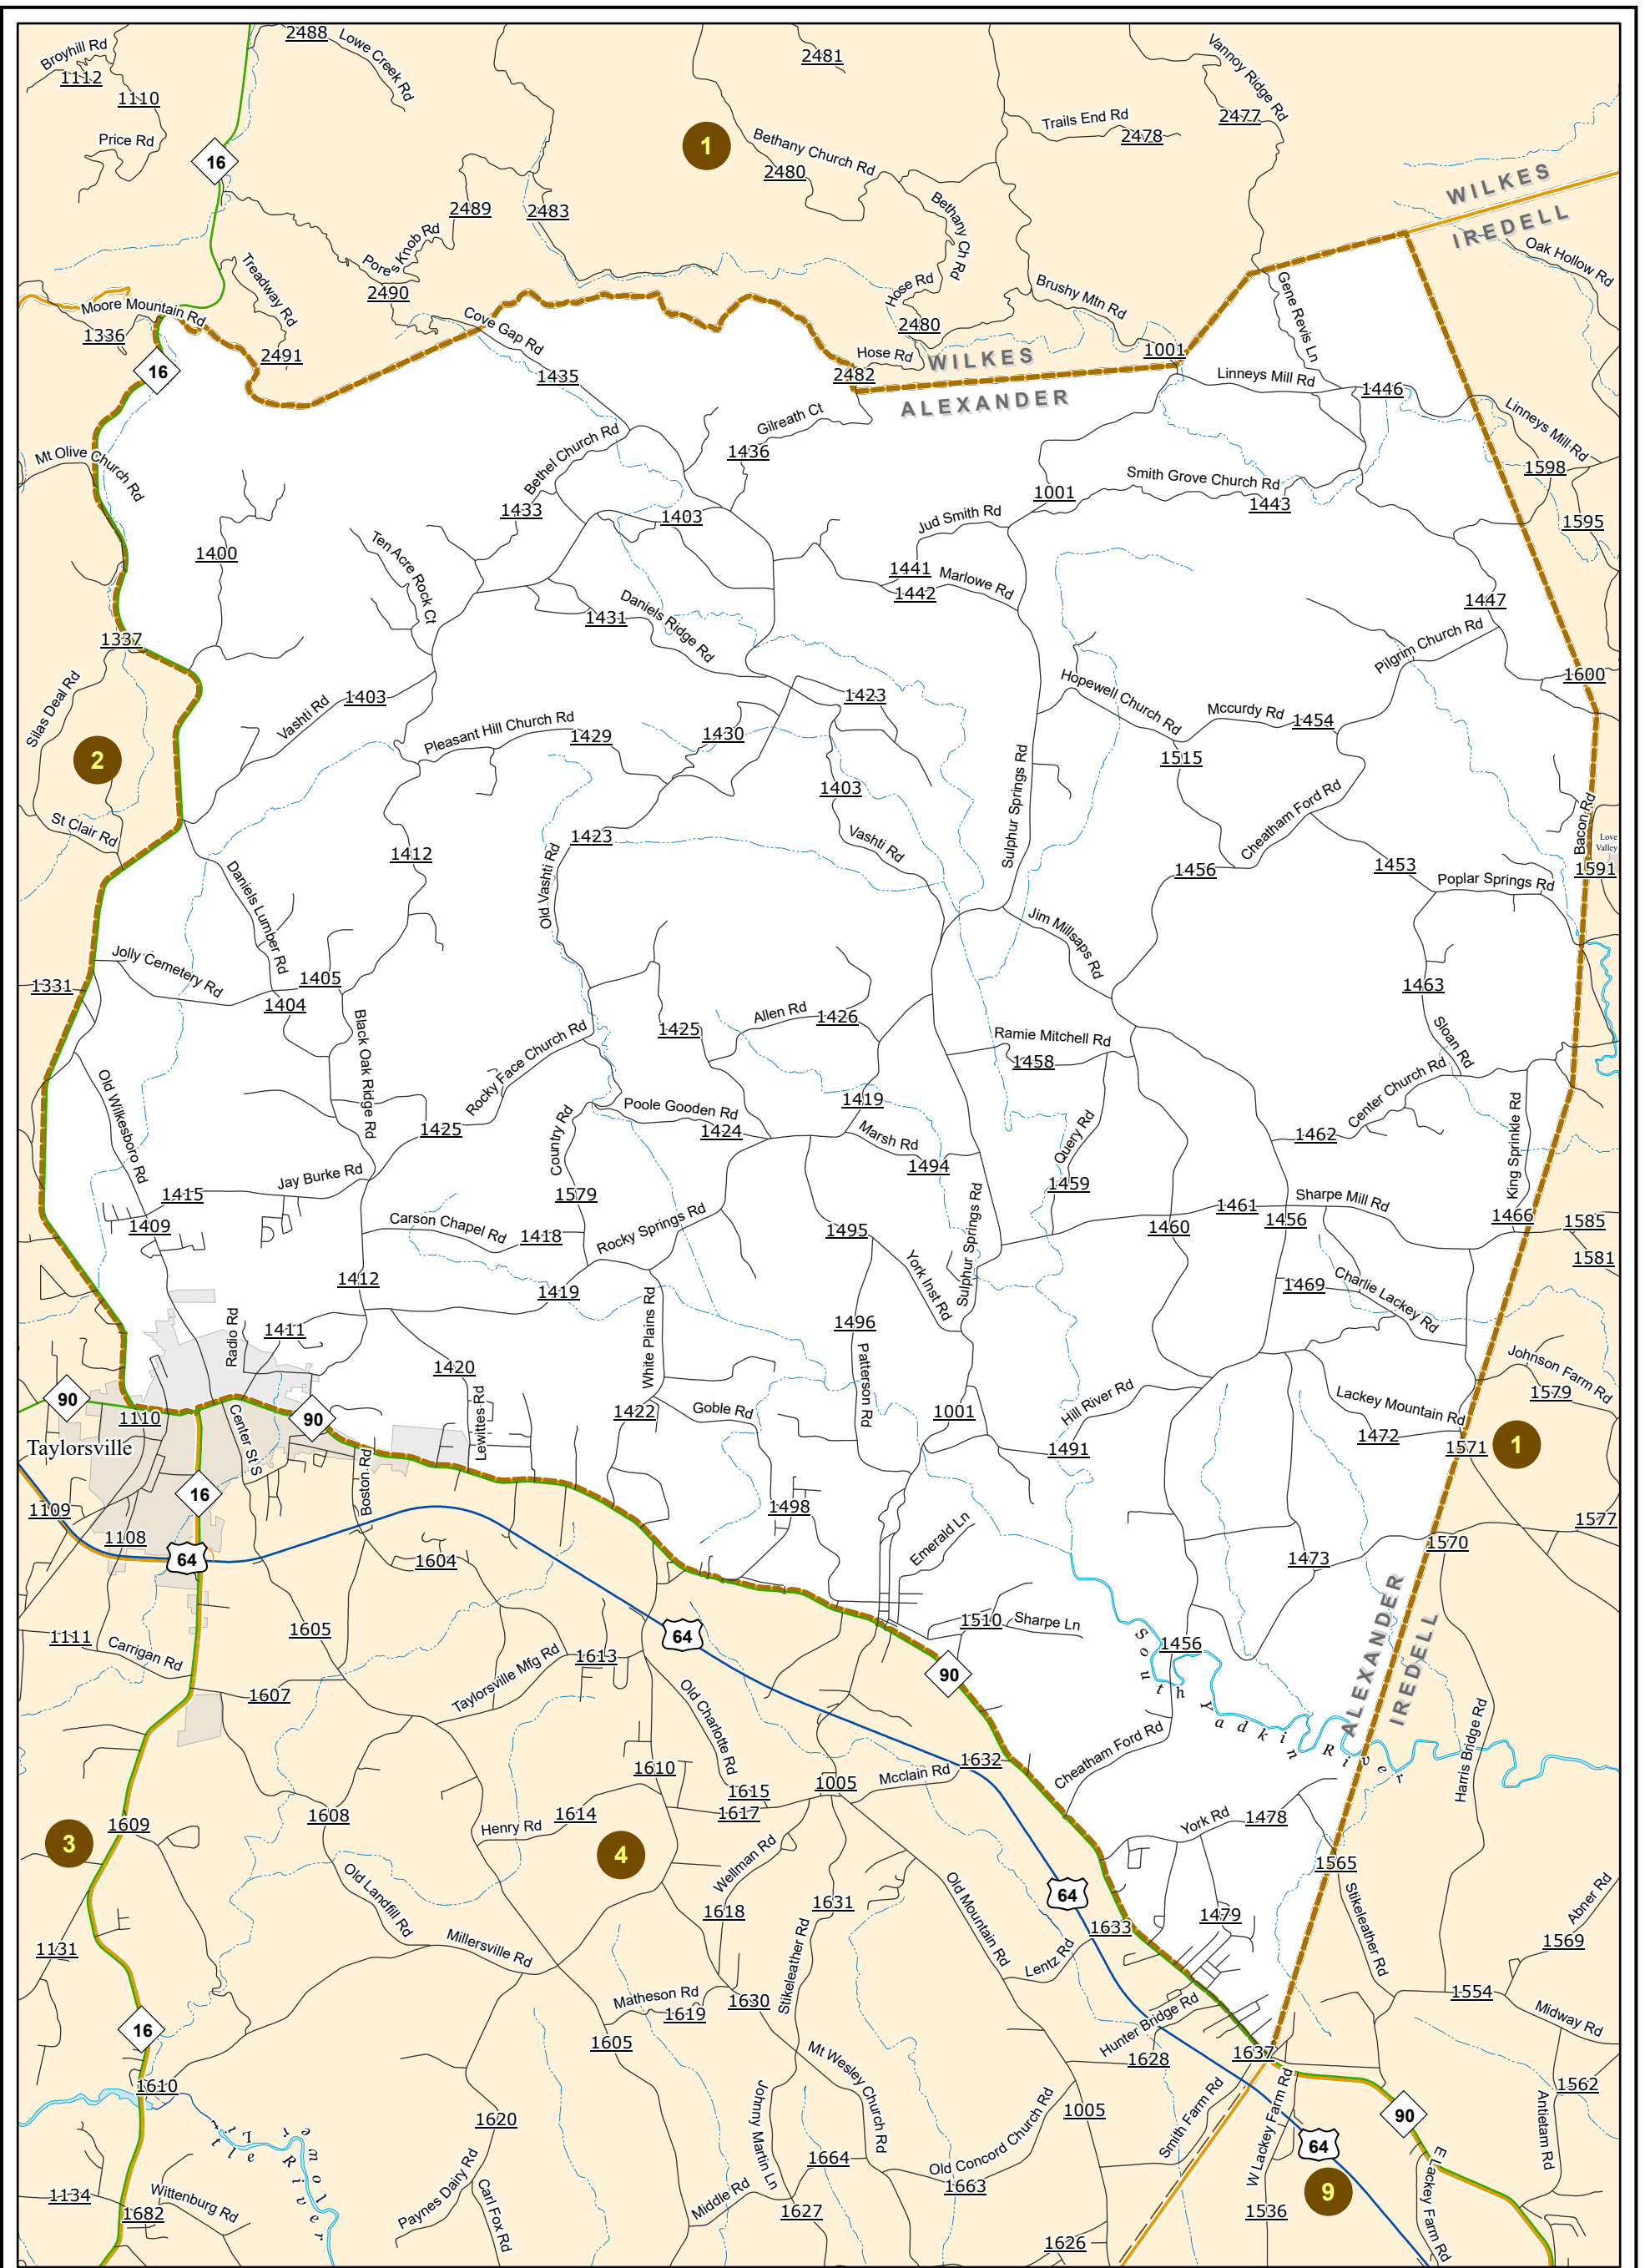 2488
Lowe Creek Rd
2481
Broyhill Rd
1112
1110
Vannoy Ridge Rd
2477
Trails End Rd
2478
Price Rd
16
1
Bethany Church Rd
2480
WILKES
IREDELL
2489
2483
Bethany Ch Rd
Pores Knob Rd
2490
Treadway Rd
Oak Hollow Rd
Hose Rd
2480
Brushy Mtn Rd
Gene Revis Ln
Moore Mountain Rd
1336
2491
Cove Gap Rd
1435
Hose Rd
2482
WILKES
ALEXANDER
1001
16
Linneys Mill Rd
1446
Linneys Mill Rd
1598
Gilreath Ct
1436
Bethel Church Rd
1433
Mt Olive Church Rd
1403
1001
Smith Grove Church Rd
1443
Jud Smith Rd
1595
1400
Ten Acre Rock Ct
1441
1442
Marlowe Rd
1431
Daniels Ridge Rd
1447
Pilgrim Church Rd
1337
1600
Silas Deal Rd
Vashti Rd
1403
1423
Hopewell Church Rd
Mccurdy Rd
1454
Pleasant Hill Church Rd
1429
1430
1515
2
1403
Sulphur Springs Rd
Cheatham Ford Rd
Bacon Rd
Love
Valley
St Clair Rd
1423
1412
Vashti Rd
1456
1453
Poplar Springs Rd
1591
Daniels Lumber Rd
Old Vashti Rd
Jim Millsaps Rd
Jolly Cemetery Rd
1331
1405
1404
1463
Sloan Rd
Black Oak Ridge Rd
Rocky Face Church Rd
1425
Allen Rd
1426
Ramie Mitchell Rd
1458
Center Church Rd
Old Wilkesboro Rd
1425
Country Rd
Poole Gooden Rd
1424
1419
Marsh Rd
1494
Query Rd
1462
King Sprinkle Rd
Jay Burke Rd
1415
1579
1459
1409
Carson Chapel Rd
1418
Rocky Springs Rd
1495
Sulphur Springs Rd
1460
1461
1456
Sharpe Mill Rd
1466
1585
1581
1412
1419
York Inst Rd
1469
Charlie Lackey Rd
Radio Rd
1411
White Plains Rd
1496
Patterson Rd
1420
Johnson Farm Rd
1579
90
1110
90
Center St S
Lewittes Rd
1422
Goble Rd
1001
Hill River Rd
1491
Lackey Mountain Rd
1472
1571
1
Taylorsville
Boston Rd
16
1109
1108
64
1498
Emerald Ln
1577
1570
1604
1473
1605
1111
Carrigan Rd
64
1510
Sharpe Ln
1456
South Yadkin River
ALEXANDER
IREDELL
Taylorsville Mfg Rd
1613
90
1607
Old Charlotte Rd
Cheatham Ford Rd
Harris Bridge Rd
1610
1615
1617
1005
Mcclain Rd
1632
1609
1608
Henry Rd
1614
York Rd
1478
3
4
Wellman Rd
1565
Old Landfill Rd
1618
1631
Old Mountain Rd
64
1479
Stikeleather Rd
Abner Rd
1131
Millersville Rd
Stikeleather Rd
Lentz Rd
1633
1569
16
Matheson Rd
1619
1630
1554
Midway Rd
1605
Mt Wesley Church Rd
Hunter Bridge Rd
1628
1637
1610
1620
Johnny Martin Ln
1005
Smith Farm Rd
W Lackey Farm Rd
1562
Antietam Rd
90
64
1134
Wittenburg Rd
1682
Paynes Dairy Rd
Carl Fox Rd
Middle Rd
1664
1627
Old Concord Church Rd
1663
1626
1536
9
E Lackey Farm Rd